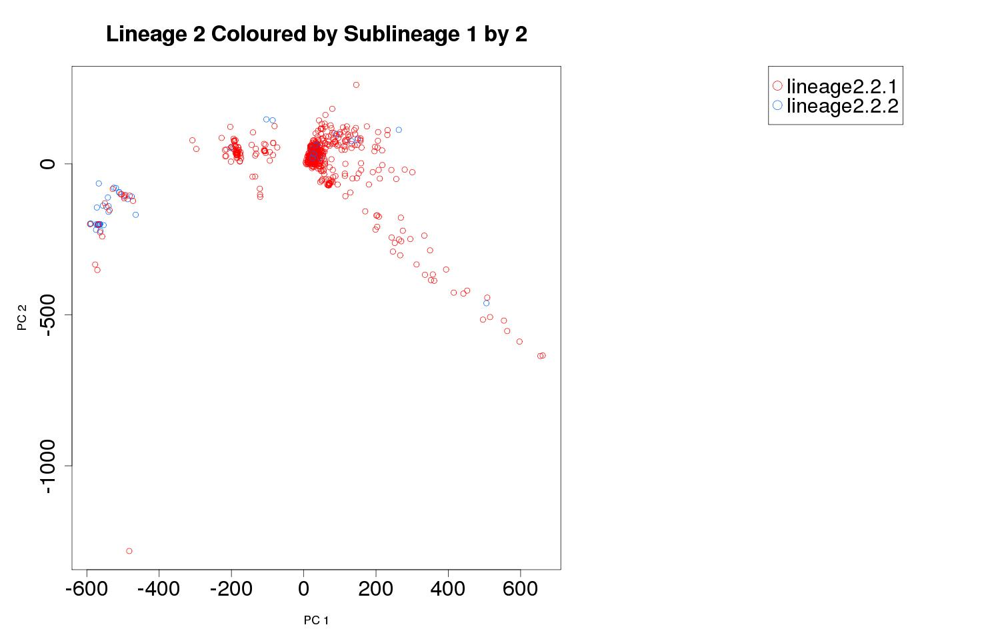 Lineage 2 Coloured by Sublineage 1 by 2
lineage2.2.1
lineage2.2.2
0
-500
-1000
PC 2
-600 -400 -200 0 200 400 600
PC 1